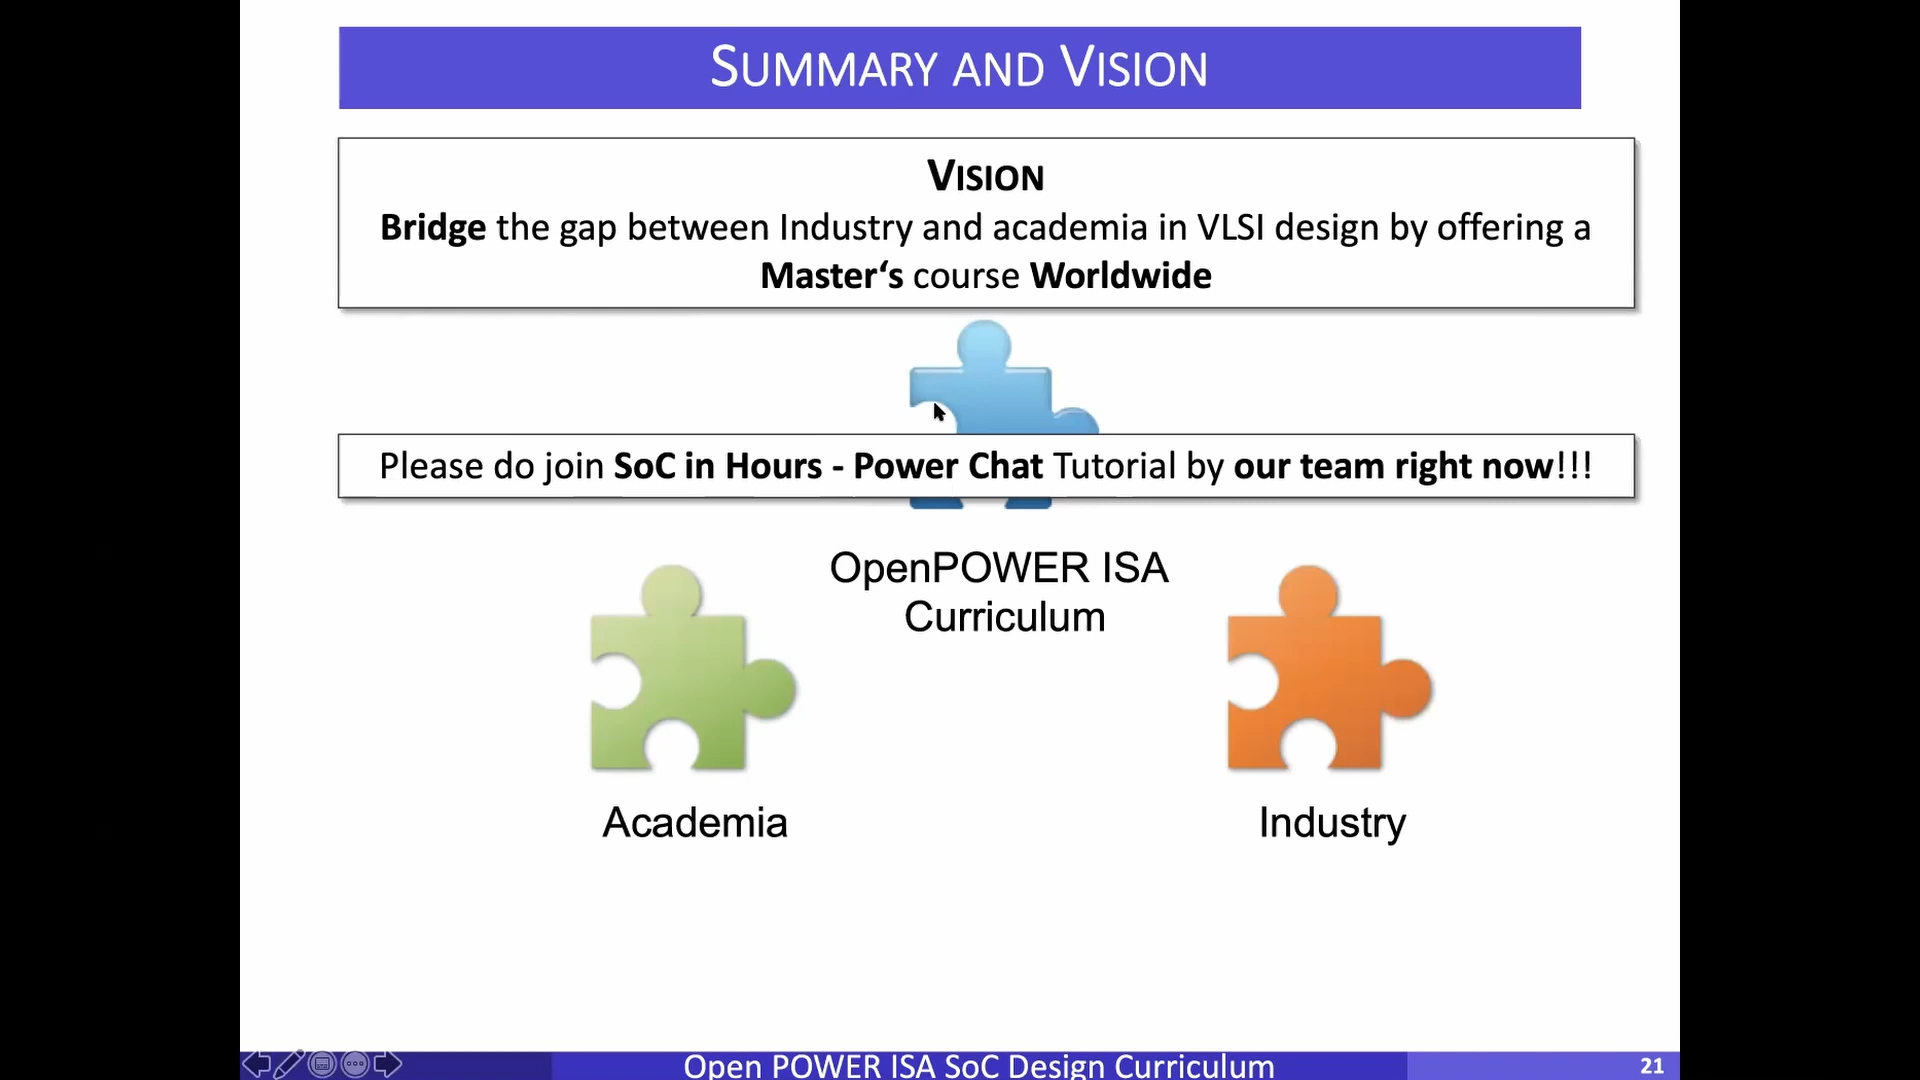 SUMMARY AND VISION
VISION
Bridge the gap between Industry and academia in VLSI design by offering a
Master‘s course Worldwide
Please do join SoC in Hours - Power Chat Tutorial by our team right now!!!
OpenPOWER ISA
Curriculum
Academia
Industry
Open POWER ISA SoC Design Curriculum
21